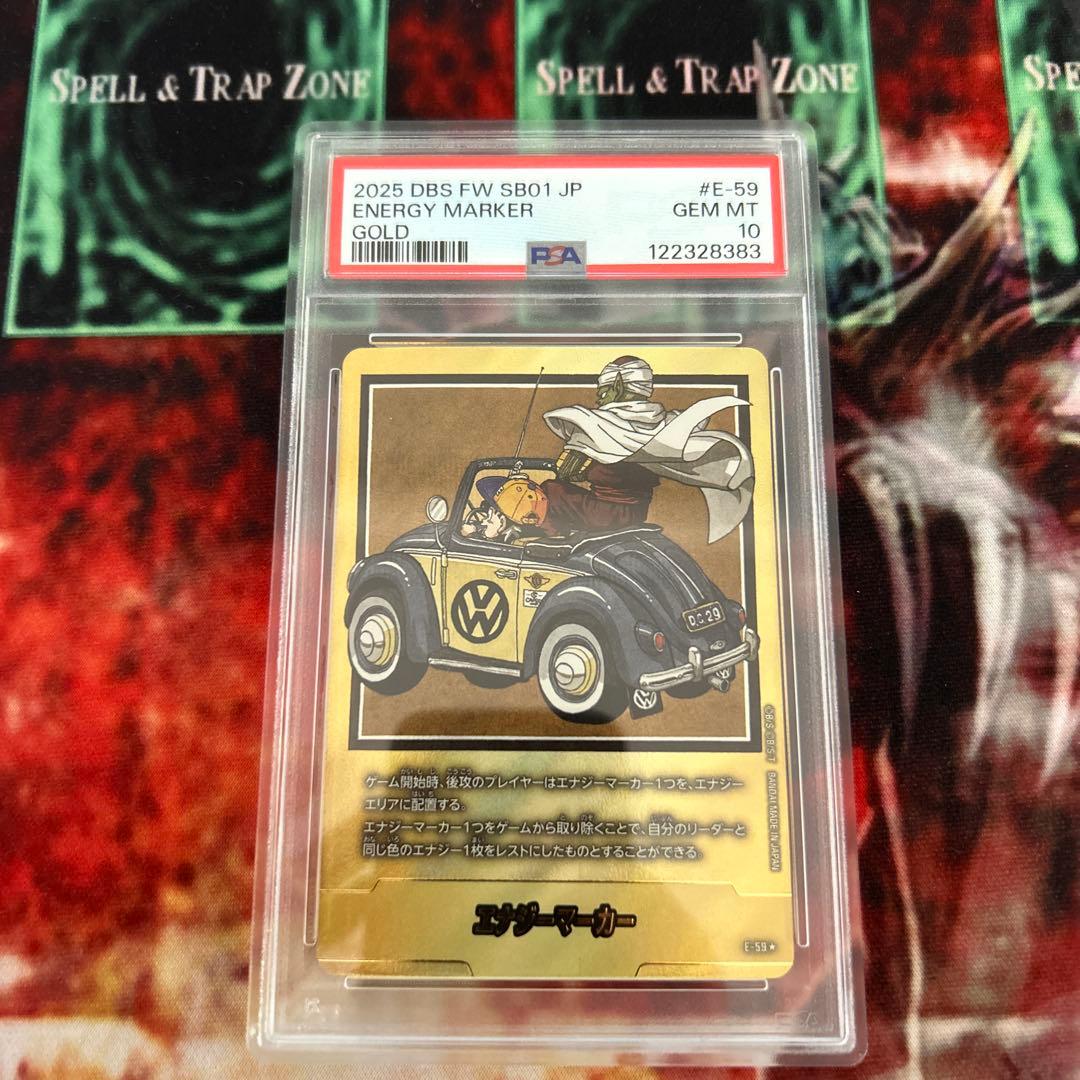 SPELL & TRAP ZONE
SPELL & TRAP ZONE
SPE
2025 DBS FW SB01 JP #E-59
ENERGY MARKER GEM MT
GOLD 10
PSA 122328383
D.C 29
ゲーム開始時、後攻のプレイヤーはエナジーマーカー1つを、エナジー
エリアに配置する。
エナジーマーカー1つをゲームから取り除くことで、自分のリーダーと
同じ色のエナジー1枚をレストにしたものとすることができる。
©B/S ©B/S・T BANDAI MADE IN JAPAN
エナジーマーカー
E-59★